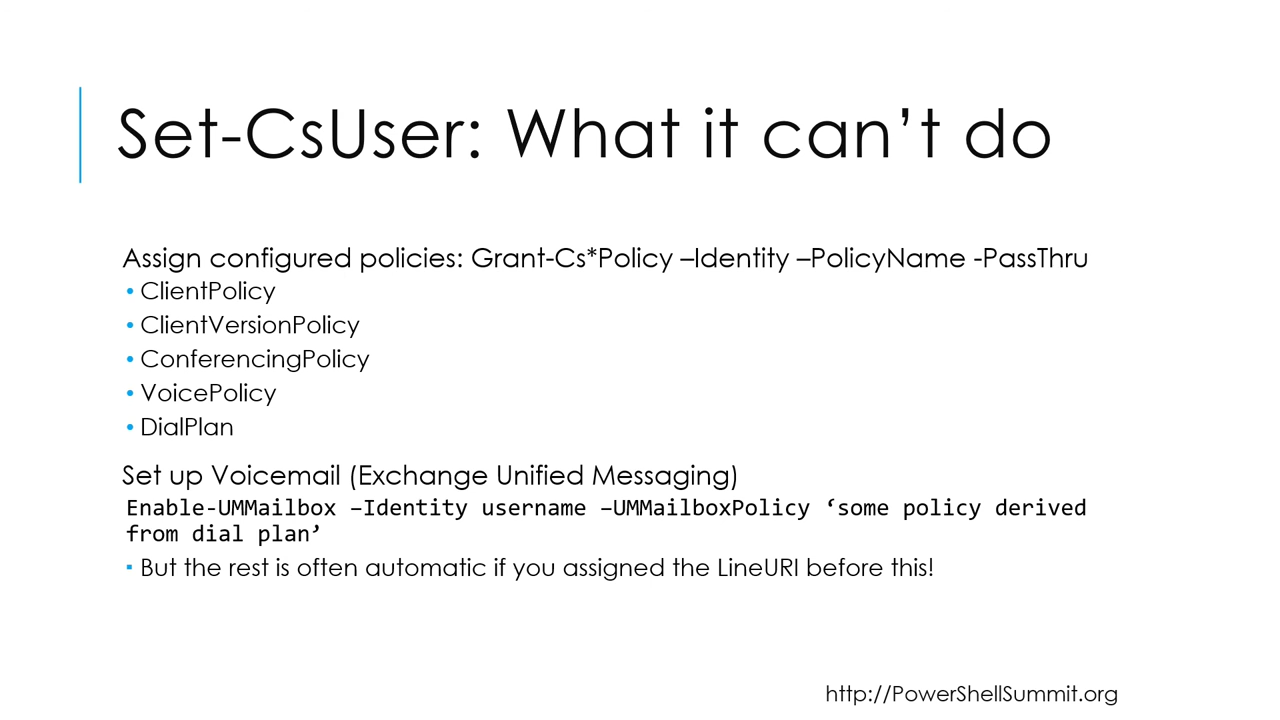 Set-CsUser: What it can’t do
Assign configured policies: Grant-Cs*Policy –Identity –PolicyName -PassThru
• ClientPolicy
• ClientVersionPolicy
• ConferencingPolicy
• VoicePolicy
• DialPlan
Set up Voicemail (Exchange Unified Messaging)
Enable-UMMailbox –Identity username –UMMailboxPolicy ‘some policy derived
from dial plan’
▪ But the rest is often automatic if you assigned the LineURI before this!
http://PowerShellSummit.org